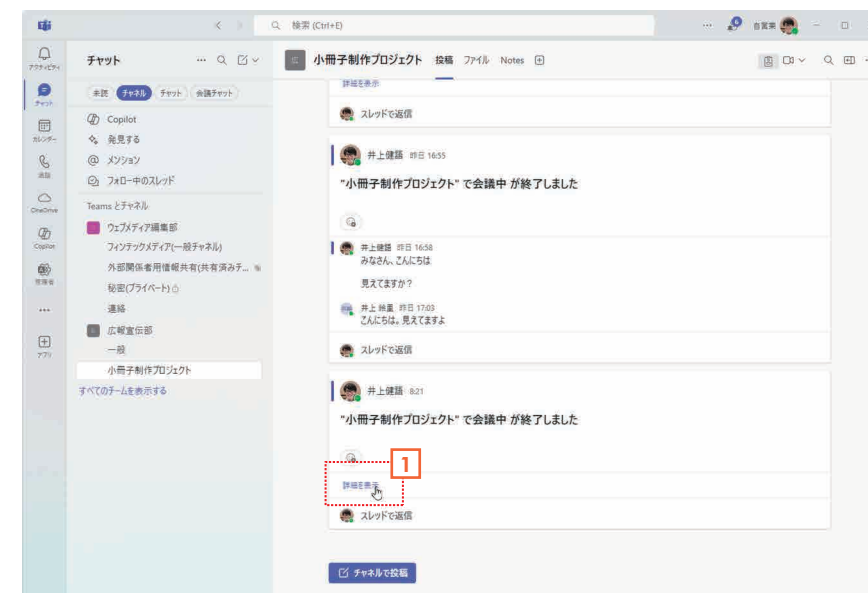 検索 (Ctrl+E)
アクティビティ
チャット
カレンダー
通話
OneDrive
Copilot
アプリ
チャット
未読
チャネル
チャット
会議チャット
Copilot
発見する
メンション
フォロー中のスレッド
Teams とチャネル
ウェブメディア編集部
フィンテックメディア(一般チャネル)
外部関係者用情報共有(共有済みチ...
秘密(プライベート)
連絡
広報宣伝部
一般
小冊子制作プロジェクト
すべてのチームを表示する
小冊子制作プロジェクト 投稿 ファイル Notes
詳細を表示
スレッドで返信
井上健語 昨日 16:55
"小冊子制作プロジェクト" で会議中 が終了しました
井上健語 昨日 16:58
みなさん、こんにちは
見えてますか？
井上 昨日 17:03
こんにちは。見えてますよ
スレッドで返信
井上健語 8:21
"小冊子制作プロジェクト" で会議中 が終了しました
1
詳細を表示
スレッドで返信
チャネルで投稿